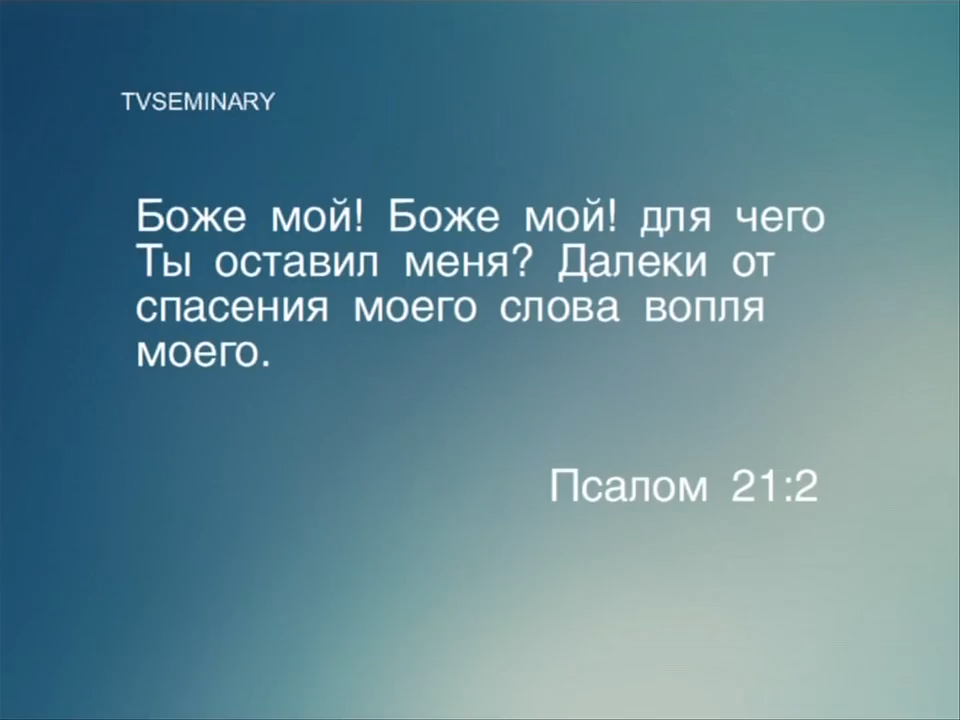 TVSEMINARY
Боже мой! Боже мой! для чего
Ты оставил меня? Далеки от
спасения моего слова вопля
моего.
Псалом 21:2